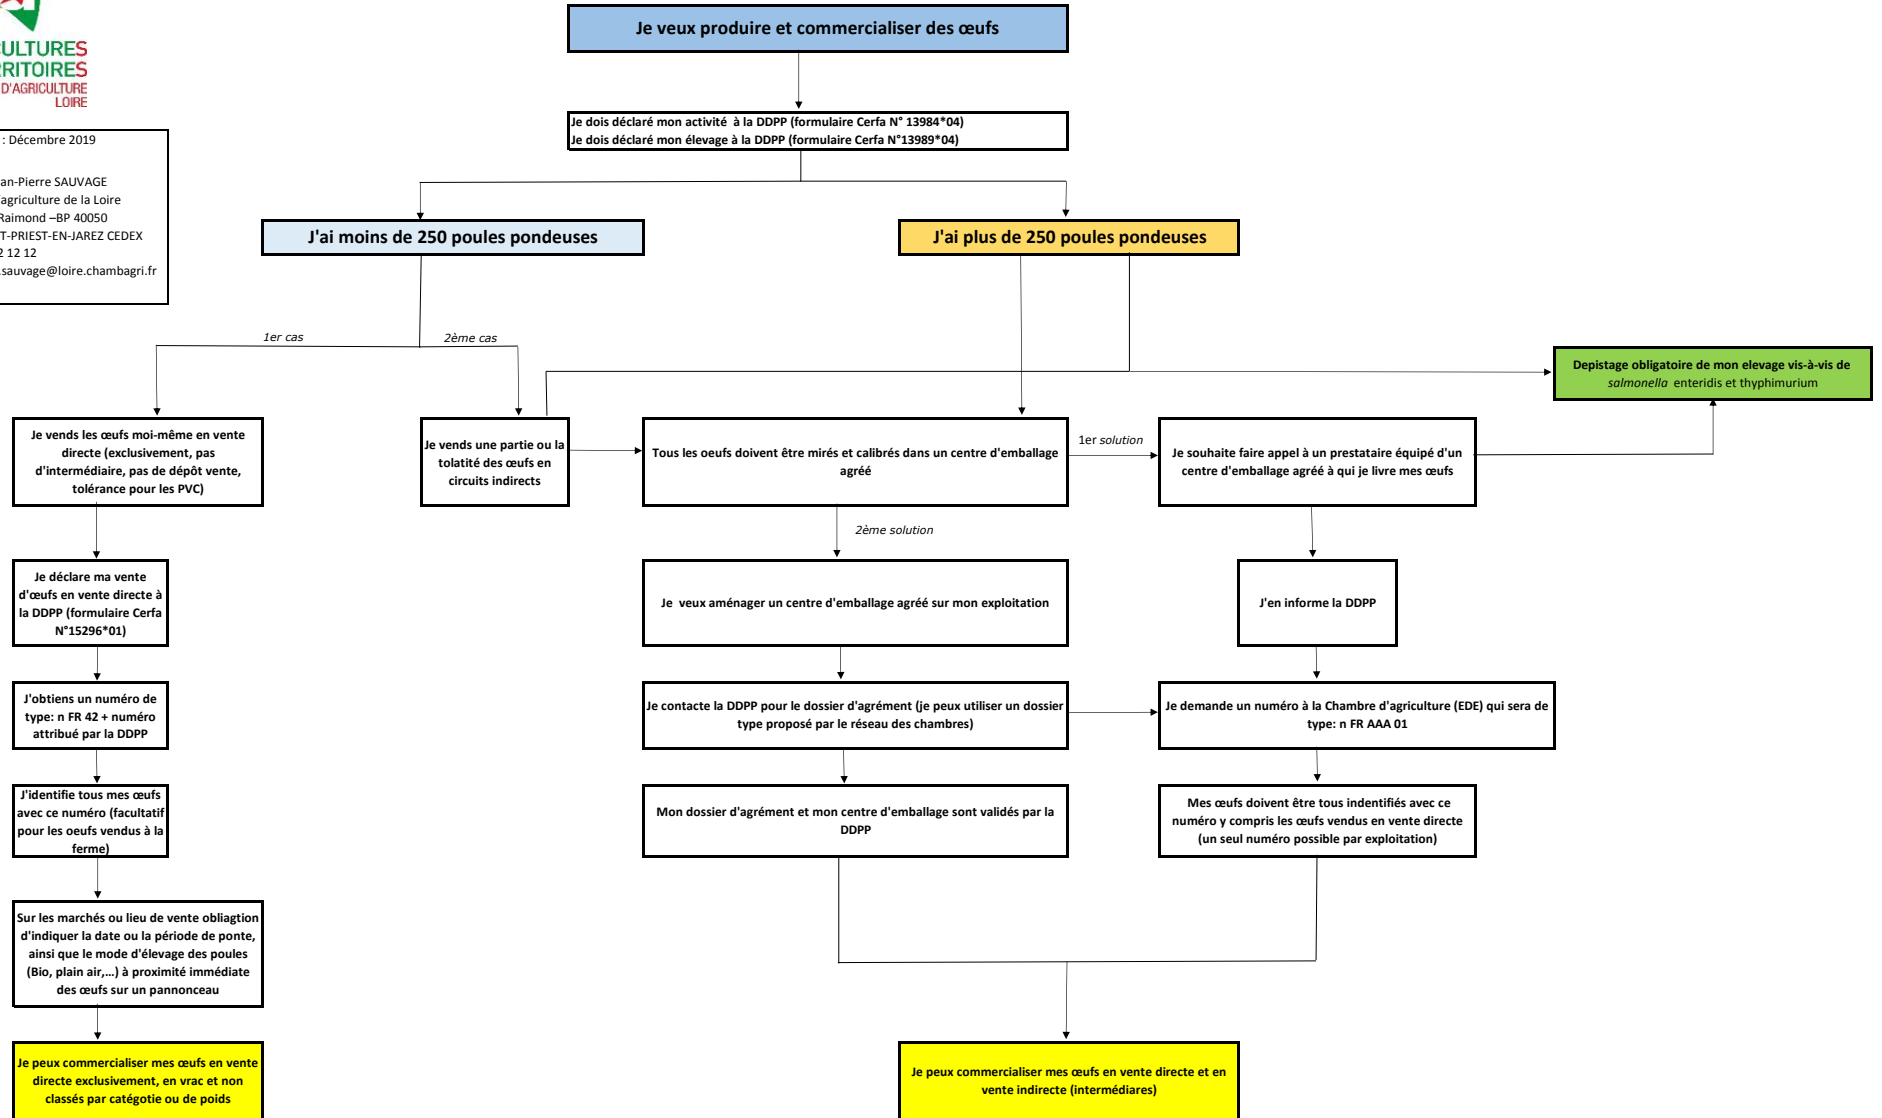 Je veux produire et commercialiser des œufs
CULTURES
RRITOIRES
D'AGRICULTURE
LOIRE
Je dois déclaré mon activité à la DDPP (formulaire Cerfa N° 13984*04)
Je dois déclaré mon élevage à la DDPP (formulaire Cerfa N°13989*04)
: Décembre 2019
an-Pierre SAUVAGE
'agriculture de la Loire
Raimond –BP 40050
T-PRIEST-EN-JAREZ CEDEX
2 12 12
.sauvage@loire.chambagri.fr
J'ai moins de 250 poules pondeuses
J'ai plus de 250 poules pondeuses
1er cas
2ème cas
Depistage obligatoire de mon elevage vis-à-vis de
salmonella enteridis et thyphimurium
Je vends les œufs moi-même en vente
directe (exclusivement, pas
d'intermédiaire, pas de dépôt vente,
tolérance pour les PVC)
Je vends une partie ou la
tolatité des œufs en
circuits indirects
Tous les oeufs doivent être mirés et calibrés dans un centre d'emballage
agréé
1er solution
Je souhaite faire appel à un prestataire équipé d'un
centre d'emballage agréé à qui je livre mes œufs
2ème solution
Je déclare ma vente
d'œufs en vente directe à
la DDPP (formulaire Cerfa
N°15296*01)
Je veux aménager un centre d'emballage agréé sur mon exploitation
J'en informe la DDPP
J'obtiens un numéro de
type: n FR 42 + numéro
attribué par la DDPP
Je contacte la DDPP pour le dossier d'agrément (je peux utiliser un dossier
type proposé par le réseau des chambres)
Je demande un numéro à la Chambre d'agriculture (EDE) qui sera de
type: n FR AAA 01
J'identifie tous mes œufs
avec ce numéro (facultatif
pour les oeufs vendus à la
ferme)
Mon dossier d'agrément et mon centre d'emballage sont validés par la
DDPP
Mes œufs doivent être tous indentifiés avec ce
numéro y compris les œufs vendus en vente directe
(un seul numéro possible par exploitation)
Sur les marchés ou lieu de vente obliagtion
d'indiquer la date ou la période de ponte,
ainsi que le mode d'élevage des poules
(Bio, plain air,...) à proximité immédiate
des œufs sur un pannonceau
Je peux commercialiser mes œufs en vente
directe exclusivement, en vrac et non
classés par catégotie ou de poids
Je peux commercialiser mes œufs en vente directe et en
vente indirecte (intermédiares)